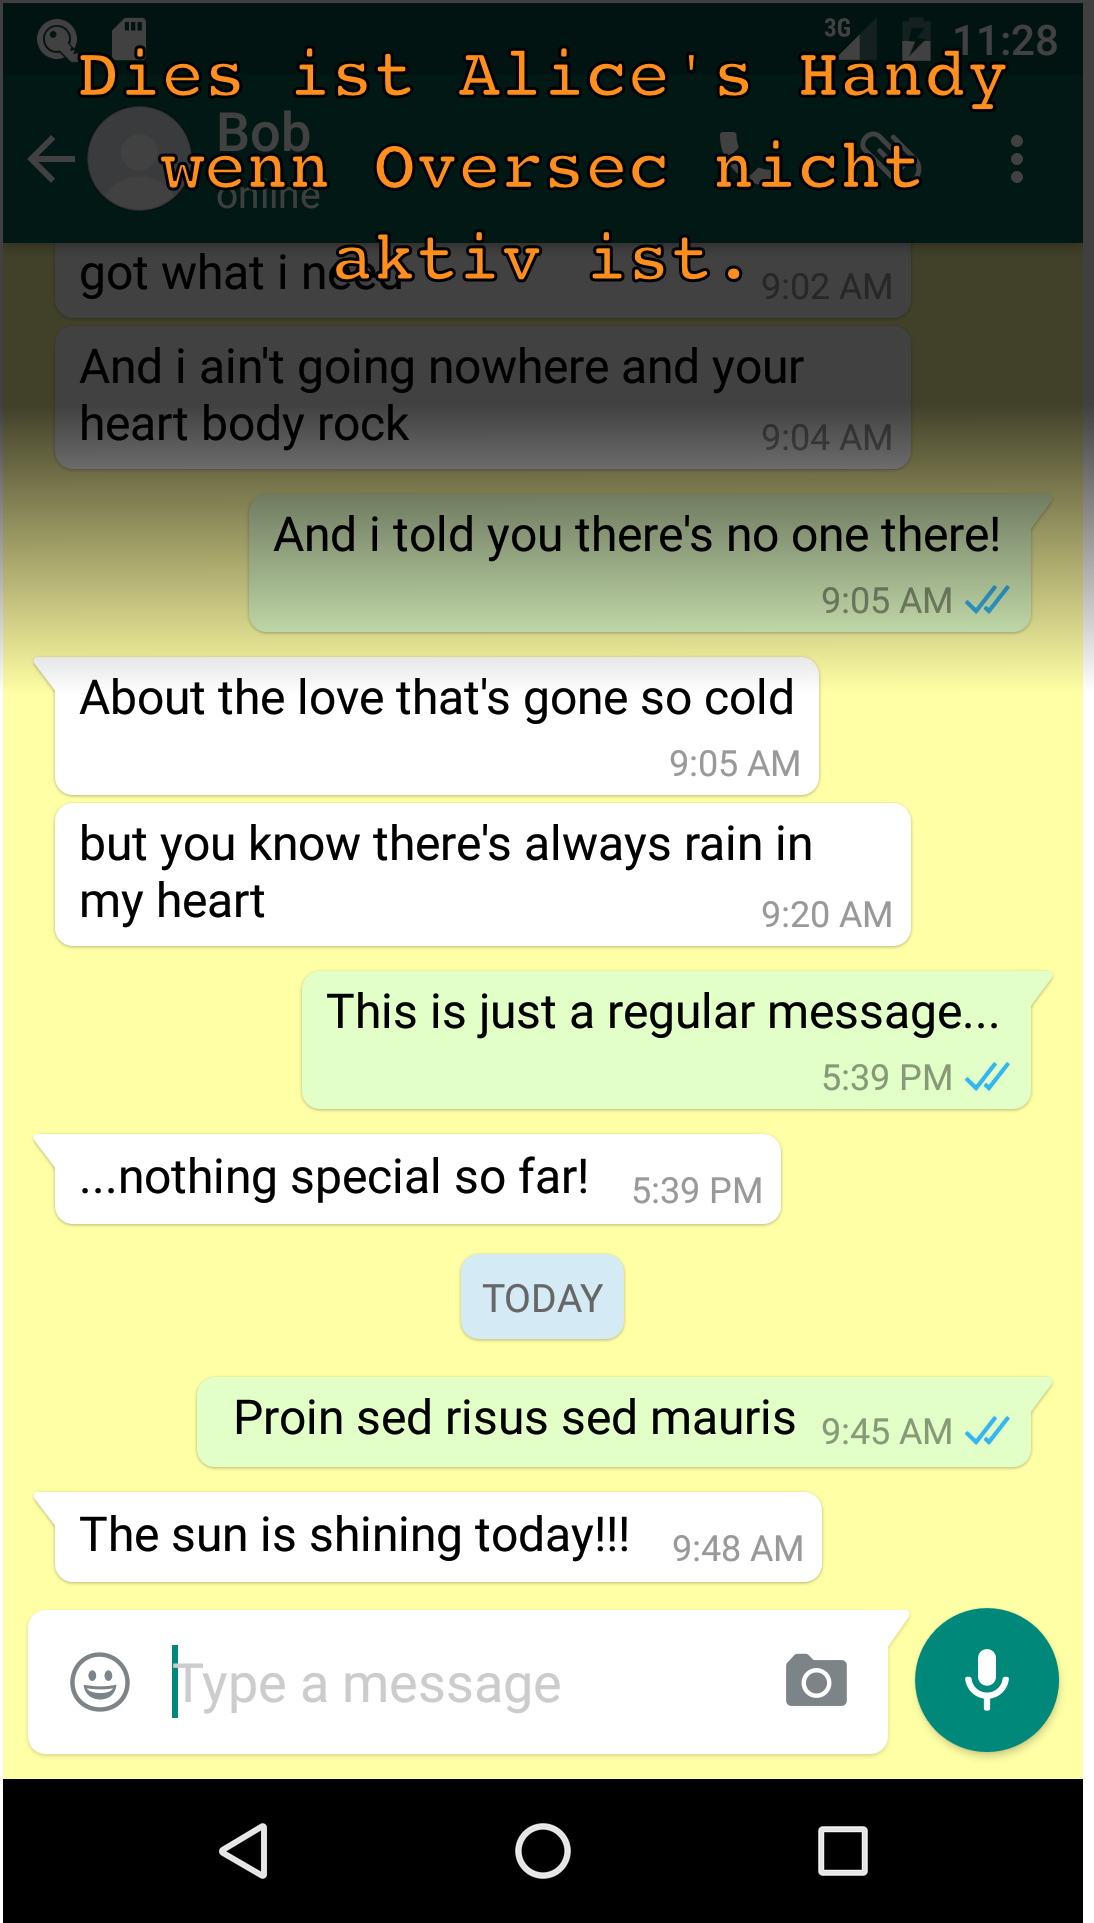 3G 11:28
Dies ist Alice's Handy
Bob
wenn Oversec nicht
online
aktiv ist.
got what i need
9:02 AM
And i ain't going nowhere and your
heart body rock
9:04 AM
And i told you there's no one there!
9:05 AM
About the love that's gone so cold
9:05 AM
but you know there's always rain in
my heart
9:20 AM
This is just a regular message...
5:39 PM
...nothing special so far! 5:39 PM
TODAY
Proin sed risus sed mauris 9:45 AM
The sun is shining today!!! 9:48 AM
Type a message